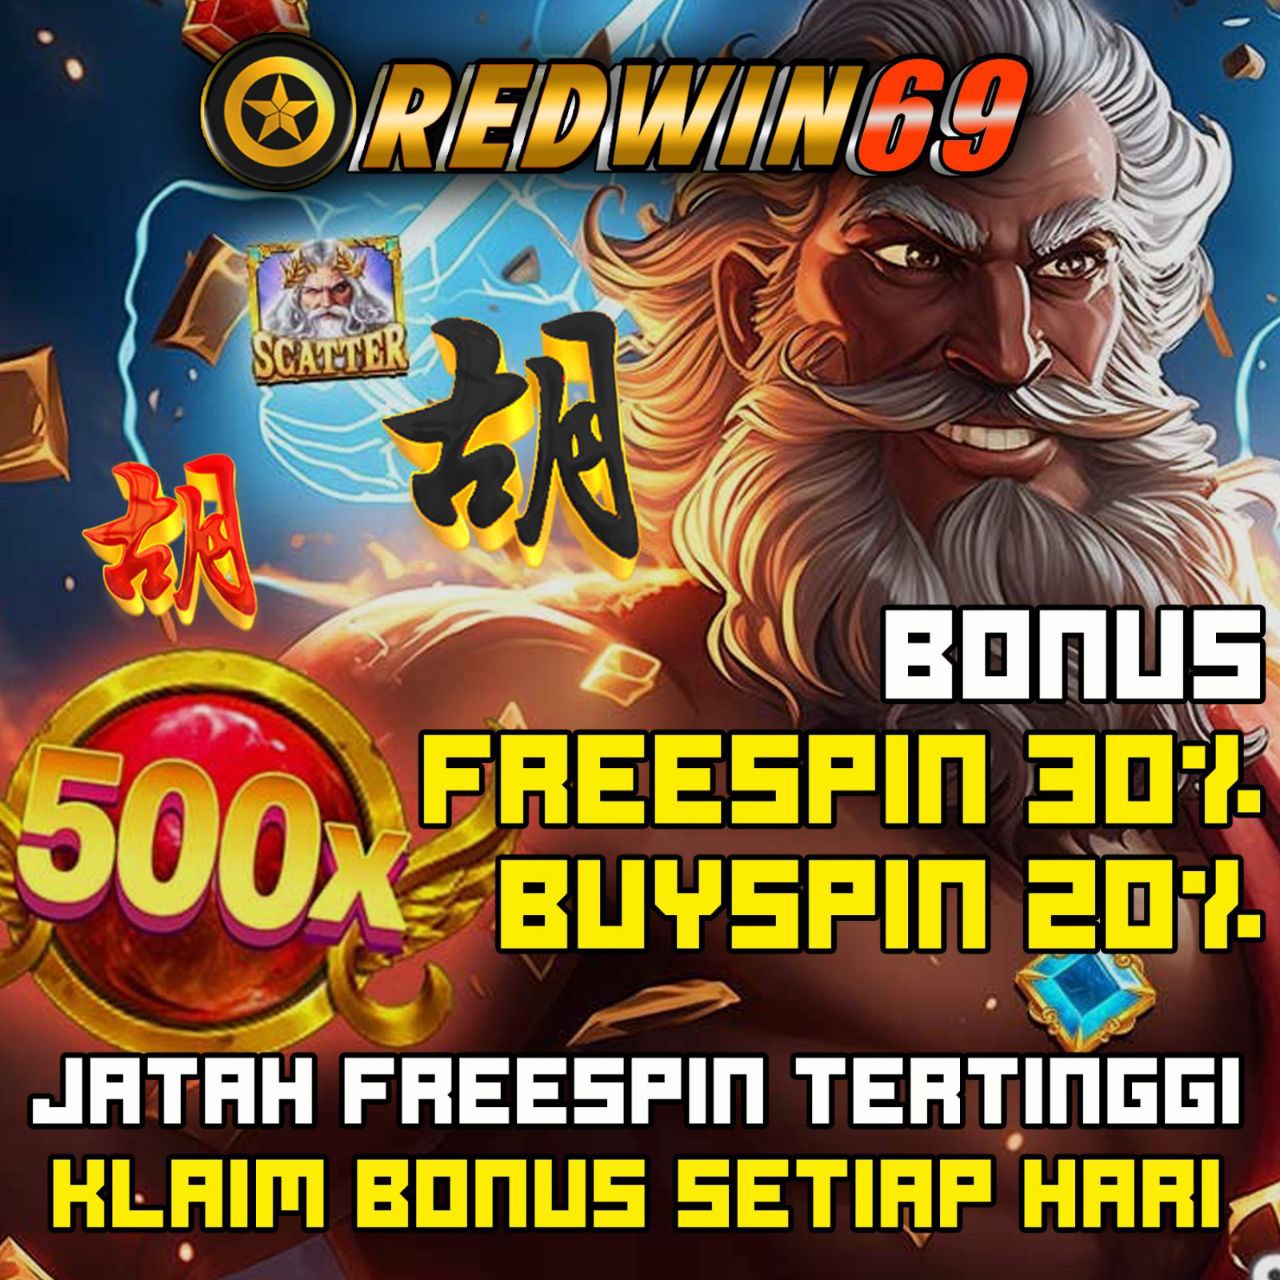 REDWIN69
SCATTER
胡
胡
500x
BONUS
FREESPIN 30%
BUYSPIN 20%
JATAH FREESPIN TERTINGGI
KLAIM BONUS SETIAP HARI